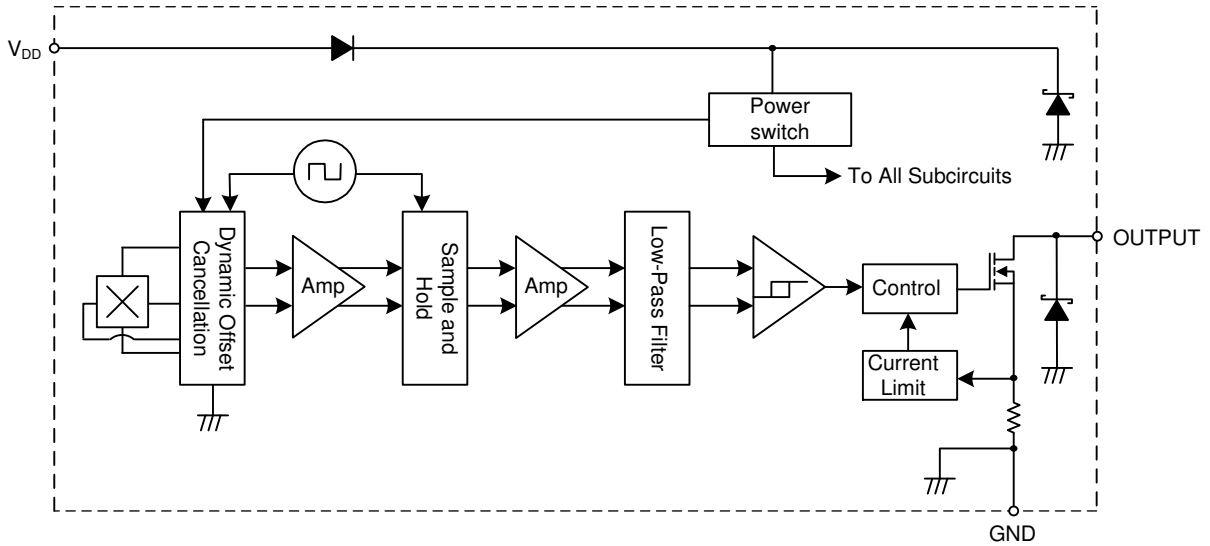 VDD
Power
switch
To All Subcircuits
OUTPUT
Dynamic Offset
Cancellation
Amp
Sample and
Hold
Amp
Low-Pass Filter
Control
Current
Limit
GND